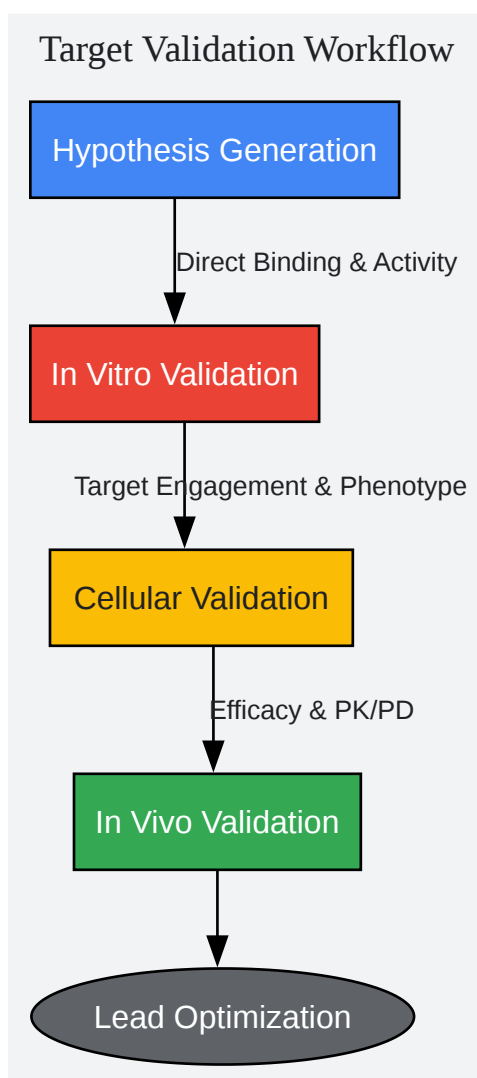 Target Validation Workflow
Hypothesis Generation
Direct Binding & Activity
In Vitro Validation
Target Engagement & Phenotype
Cellular Validation
Efficacy & PK/PD
In Vivo Validation
Lead Optimization